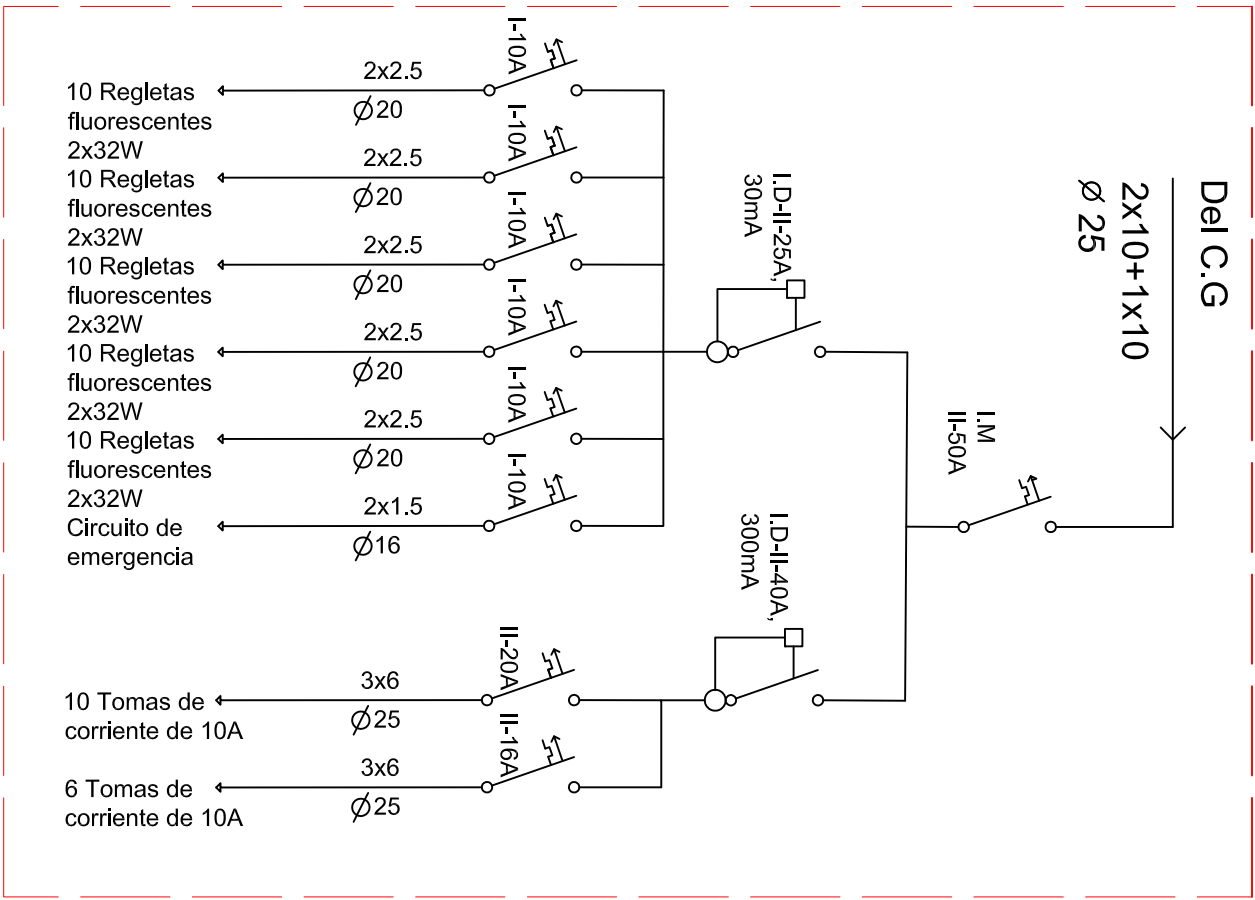 I-10A
2x2.5
10 Regletas
fluorescentes
2x32W
Ø20
I-10A
2x2.5
10 Regletas
fluorescentes
2x32W
Ø20
I-10A
2x2.5
10 Regletas
fluorescentes
2x32W
Ø20
I-10A
2x2.5
10 Regletas
fluorescentes
2x32W
Ø20
I-10A
2x2.5
10 Regletas
fluorescentes
2x32W
Ø20
I-10A
2x1.5
Circuito de
emergencia
Ø16
I.D-II-25A,
30mA
Del C.G
2x10+1x10
Ø 25
I.M
II-50A
I.D-II-40A,
300mA
II-20A
3x6
10 Tomas de
corriente de 10A
Ø25
II-16A
3x6
6 Tomas de
corriente de 10A
Ø25